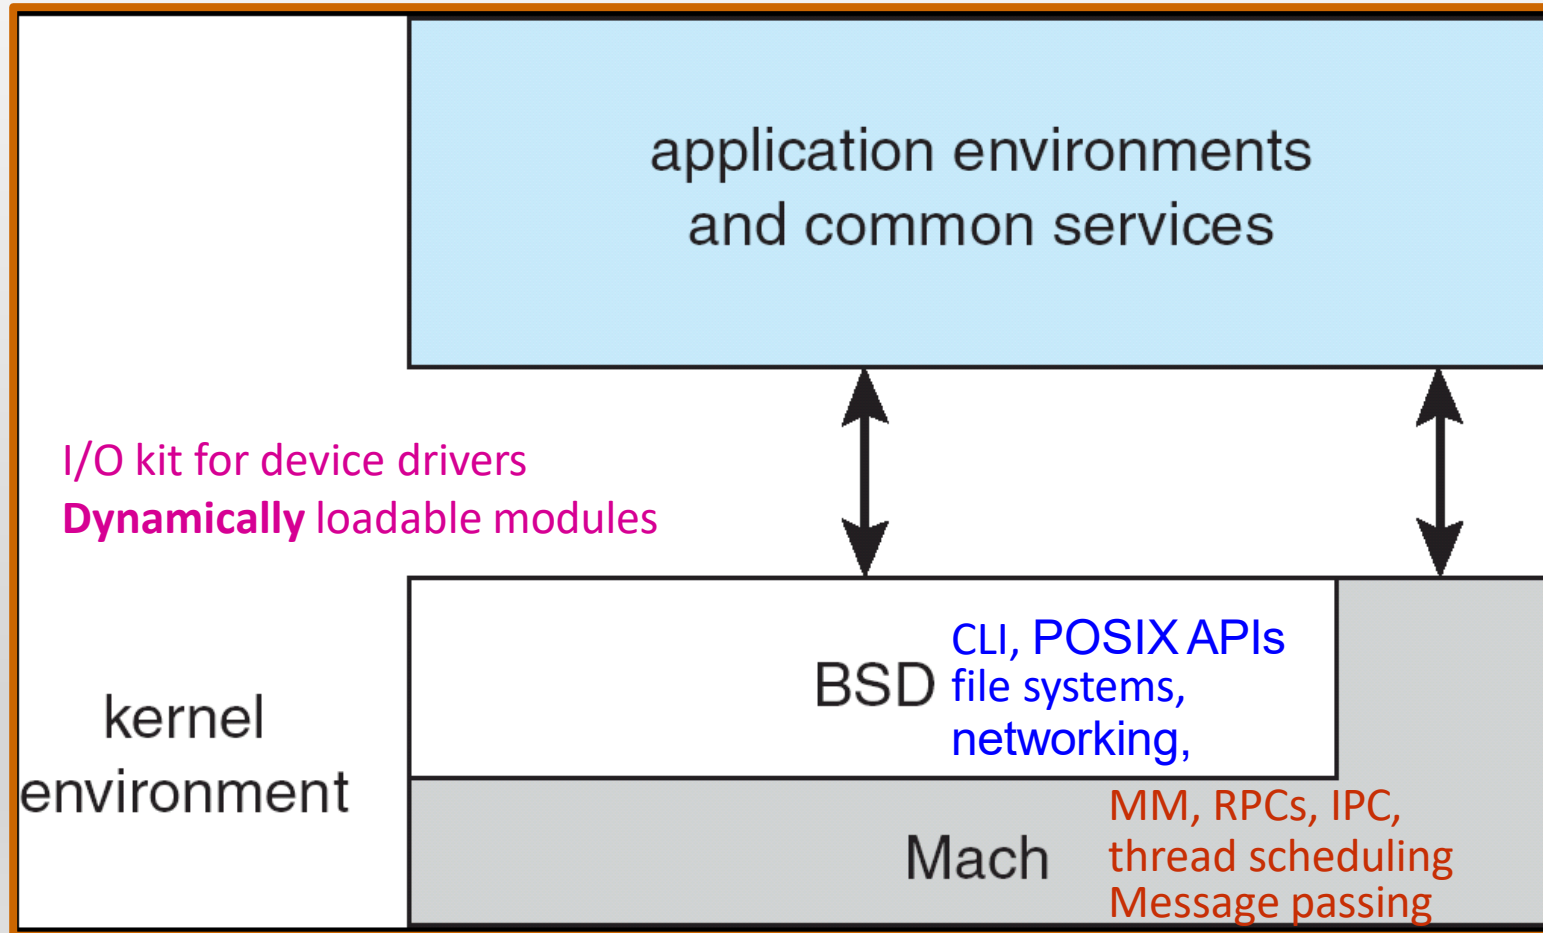 application environments
and common services
I/O kit for device drivers
Dynamically loadable modules
kernel
environment
BSD
CLI, POSIX APIs
file systems,
networking,
Mach
MM, RPCs, IPC,
thread scheduling
Message passing